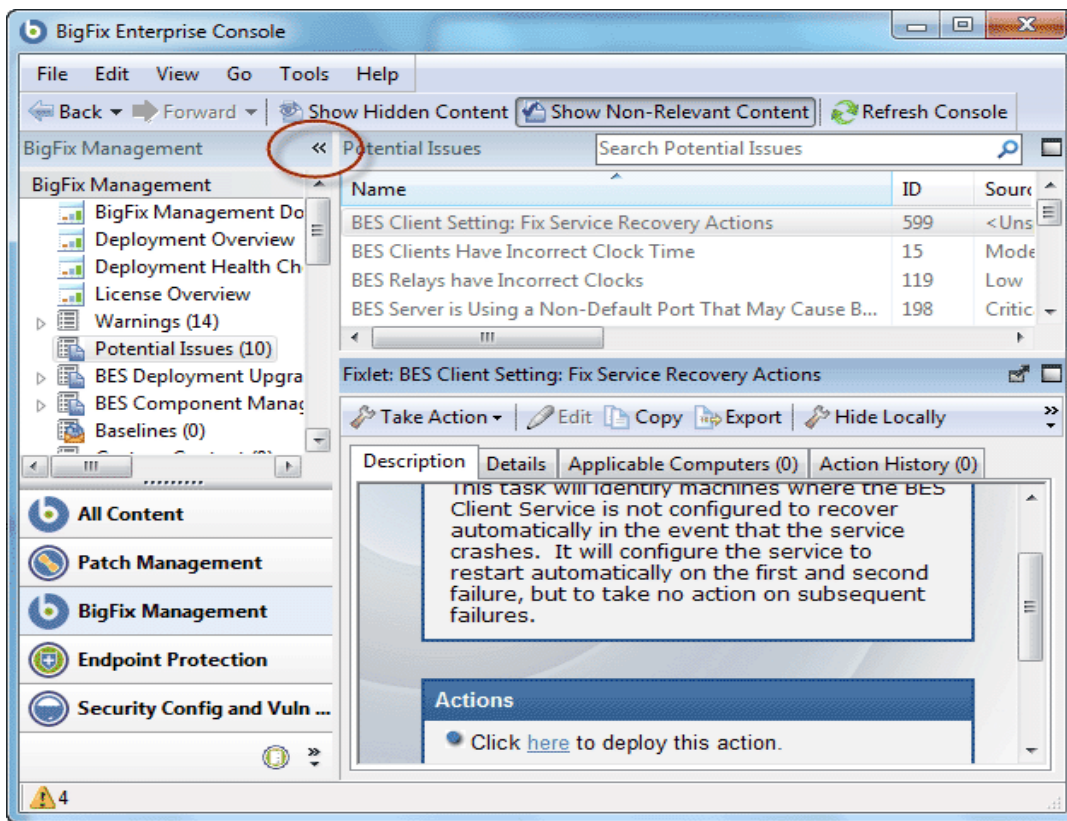 BigFix Enterprise Console
File Edit View Go Tools Help
Back Forward Show Hidden Content Show Non-Relevant Content Refresh Console
BigFix Management «
BigFix Management
BigFix Management Do
Deployment Overview
Deployment Health Ch
License Overview
Warnings (14)
Potential Issues (10)
BES Deployment Upgra
BES Component Manag
Baselines (0)
All Content
Patch Management
BigFix Management
Endpoint Protection
Security Config and Vuln ...
»
Potential Issues Search Potential Issues
Name ID Sourc
BES Client Setting: Fix Service Recovery Actions 599 <Uns
BES Clients Have Incorrect Clock Time 15 Mode
BES Relays have Incorrect Clocks 119 Low
BES Server is Using a Non-Default Port That May Cause B... 198 Critic
Fixlet: BES Client Setting: Fix Service Recovery Actions
Take Action Edit Copy Export Hide Locally »
Description Details Applicable Computers (0) Action History (0)
This task will identify machines where the BES
Client Service is not configured to recover
automatically in the event that the service
crashes. It will configure the service to
restart automatically on the first and second
failure, but to take no action on subsequent
failures.
Actions
Click here to deploy this action.
4